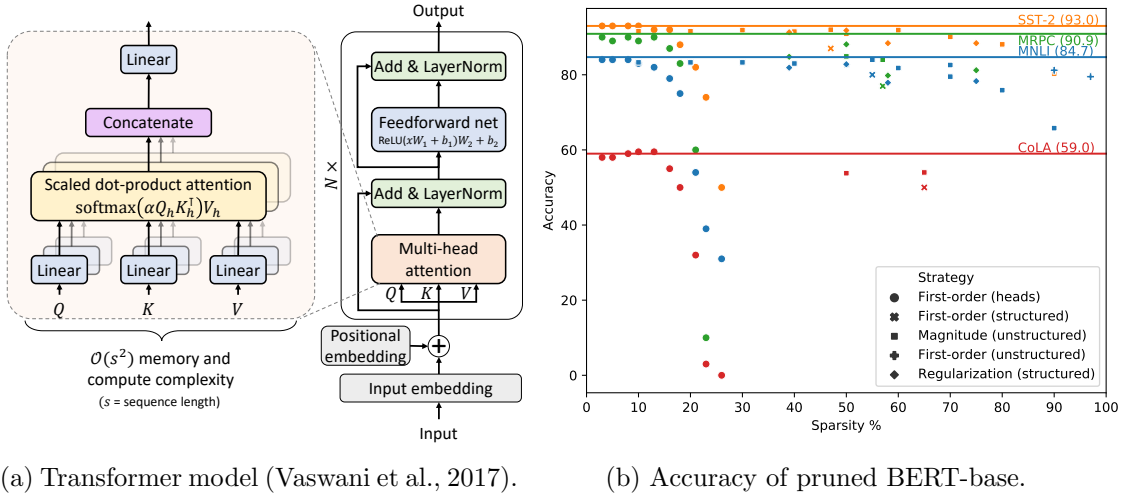 Linear
Concatenate
Scaled dot-product attention
softmax(αQ_hK_h^⊺)V_h
Linear Linear Linear
Q K V
𝒪(s²) memory and
compute complexity
(s = sequence length)
Output
N ×
Add & LayerNorm
Feedforward net
ReLU(xW₁ + b₁)W₂ + b₂
Add & LayerNorm
Multi-head
attention
Q K V
Positional
embedding
+
Input embedding
Input
(a) Transformer model (Vaswani et al., 2017).
SST-2 (93.0)
MRPC (90.9)
MNLI (84.7)
CoLA (59.0)
Accuracy
80
60
40
20
0
Strategy
First-order (heads)
First-order (structured)
Magnitude (unstructured)
First-order (unstructured)
Regularization (structured)
0 10 20 30 40 50 60 70 80 90 100
Sparsity %
(b) Accuracy of pruned BERT-base.